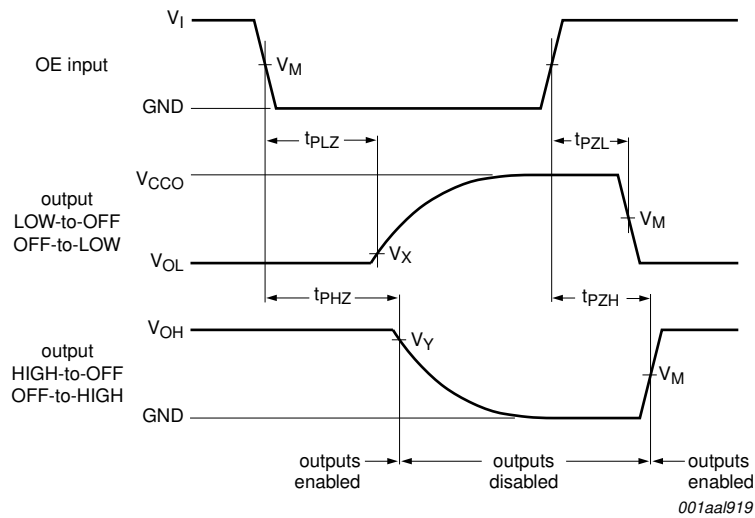 V_I
OE input
V_M
GND
t_PLZ
t_PZL
V_CCO
output
LOW-to-OFF
OFF-to-LOW
V_M
V_X
V_OL
t_PHZ
t_PZH
V_OH
V_Y
output
HIGH-to-OFF
OFF-to-HIGH
V_M
GND
outputs
enabled
outputs
disabled
outputs
enabled
001aal919